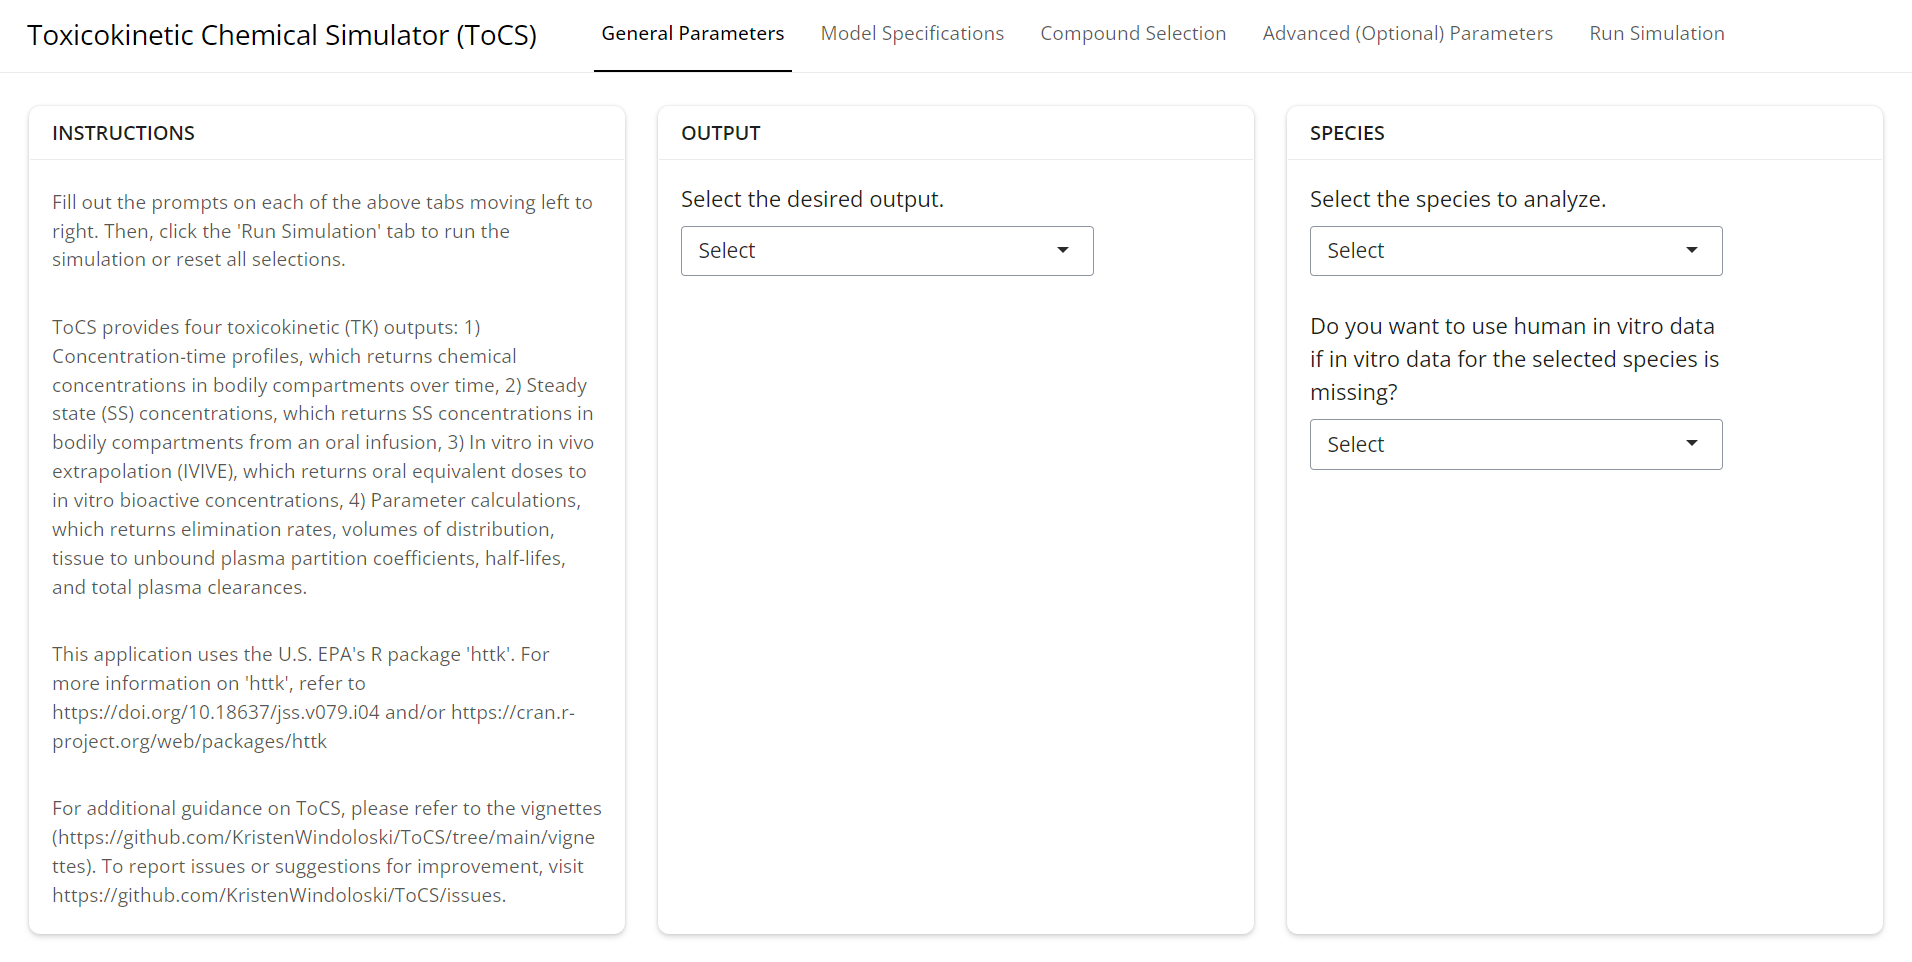 Toxicokinetic Chemical Simulator (ToCS)
General Parameters
Model Specifications
Compound Selection
Advanced (Optional) Parameters
Run Simulation
INSTRUCTIONS
Fill out the prompts on each of the above tabs moving left to
right. Then, click the 'Run Simulation' tab to run the
simulation or reset all selections.
ToCS provides four toxicokinetic (TK) outputs: 1)
Concentration-time profiles, which returns chemical
concentrations in bodily compartments over time, 2) Steady
state (SS) concentrations, which returns SS concentrations in
bodily compartments from an oral infusion, 3) In vitro in vivo
extrapolation (IVIVE), which returns oral equivalent doses to
in vitro bioactive concentrations, 4) Parameter calculations,
which returns elimination rates, volumes of distribution,
tissue to unbound plasma partition coefficients, half-lifes,
and total plasma clearances.
This application uses the U.S. EPA's R package 'httk'. For
more information on 'httk', refer to
https://doi.org/10.18637/jss.v079.i04 and/or https://cran.r-
project.org/web/packages/httk
For additional guidance on ToCS, please refer to the vignettes
(https://github.com/KristenWindoloski/ToCS/tree/main/vigne
ttes). To report issues or suggestions for improvement, visit
https://github.com/KristenWindoloski/ToCS/issues.
OUTPUT
Select the desired output.
Select
SPECIES
Select the species to analyze.
Select
Do you want to use human in vitro data
if in vitro data for the selected species is
missing?
Select